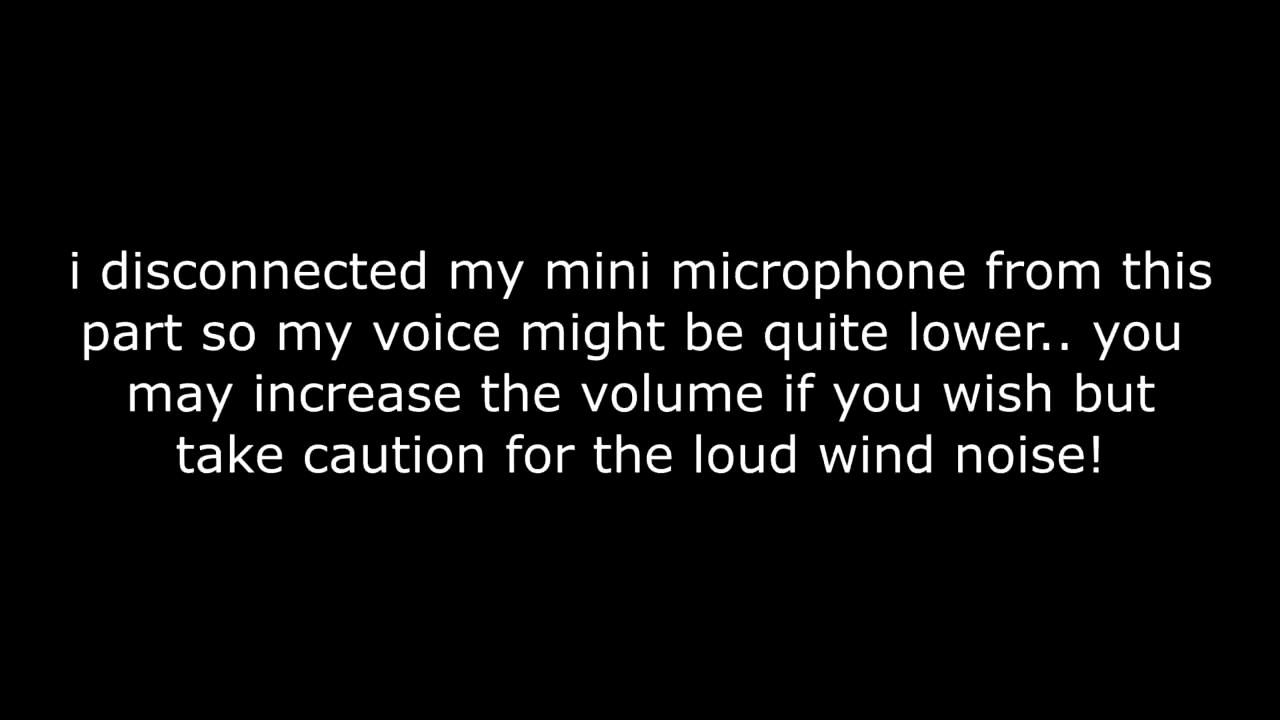 i disconnected my mini microphone from this
part so my voice might be quite lower.. you
may increase the volume if you wish but
take caution for the loud wind noise!